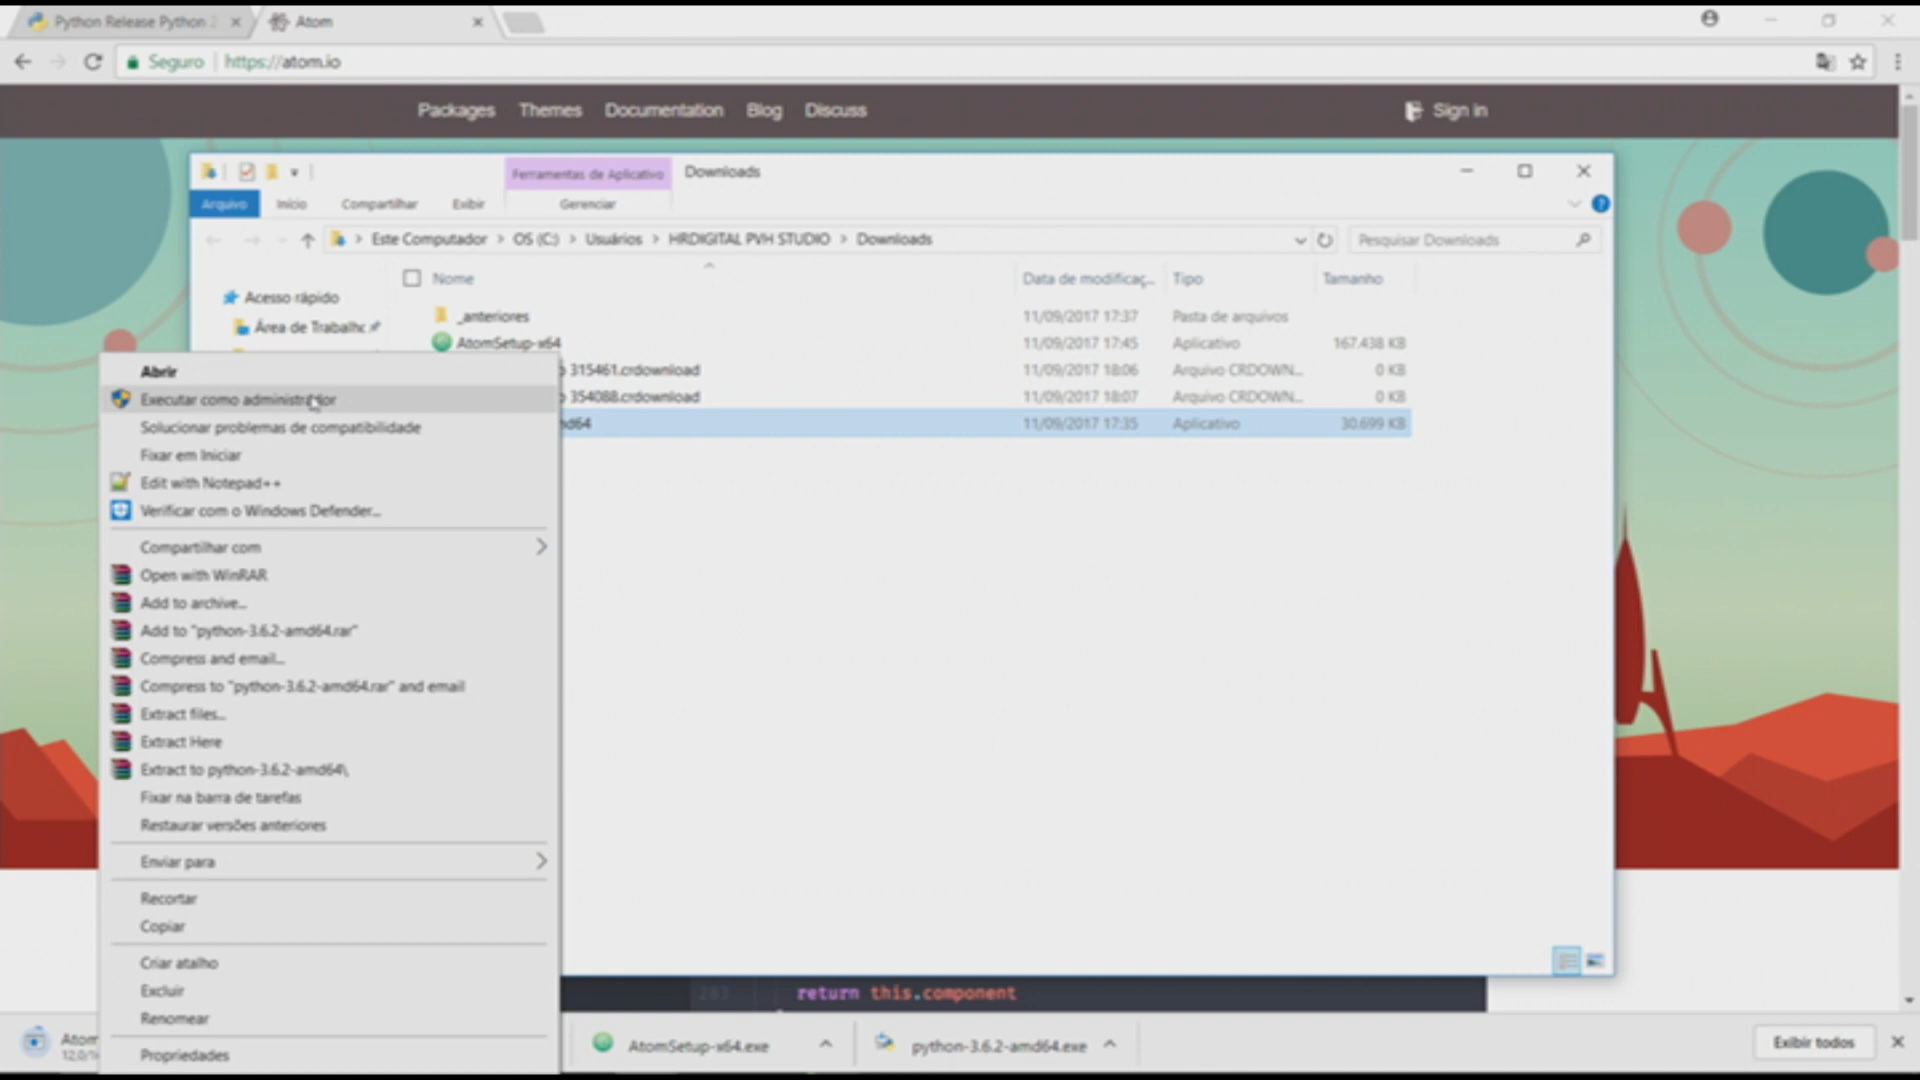 Python Release Python
Atom
Seguro
https://atom.io
Packages
Themes
Documentation
Blog
Discuss
Sign in
Ferramentas de Aplicativo
Downloads
Arquivo
Início
Compartilhar
Exibir
Gerenciar
Este Computador > OS (C:) > Usuários > HRDIGITAL PVH STUDIO > Downloads
Pesquisar Downloads
Nome
Data de modificaç...
Tipo
Tamanho
Acesso rápido
Área de Trabalhc
_anteriores
11/09/2017 17:37
Pasta de arquivos
AtomSetup-x64
11/09/2017 17:45
Aplicativo
167.438 KB
315461.crdownload
11/09/2017 18:06
Arquivo CRDOWN...
0 KB
354088.crdownload
11/09/2017 18:07
Arquivo CRDOWN...
0 KB
md64
11/09/2017 17:35
Aplicativo
30.699 KB
Abrir
Executar como administrador
Solucionar problemas de compatibilidade
Fixar em Iniciar
Edit with Notepad++
Verificar com o Windows Defender...
Compartilhar com
Open with WinRAR
Add to archive...
Add to "python-3.6.2-amd64.rar"
Compress and email...
Compress to "python-3.6.2-amd64.rar" and email
Extract files...
Extract Here
Extract to python-3.6.2-amd64\
Fixar na barra de tarefas
Restaurar versões anteriores
Enviar para
Recortar
Copiar
Criar atalho
Excluir
Renomear
Propriedades
return this.component
Atom
AtomSetup-x64.exe
python-3.6.2-amd64.exe
Exibir todos